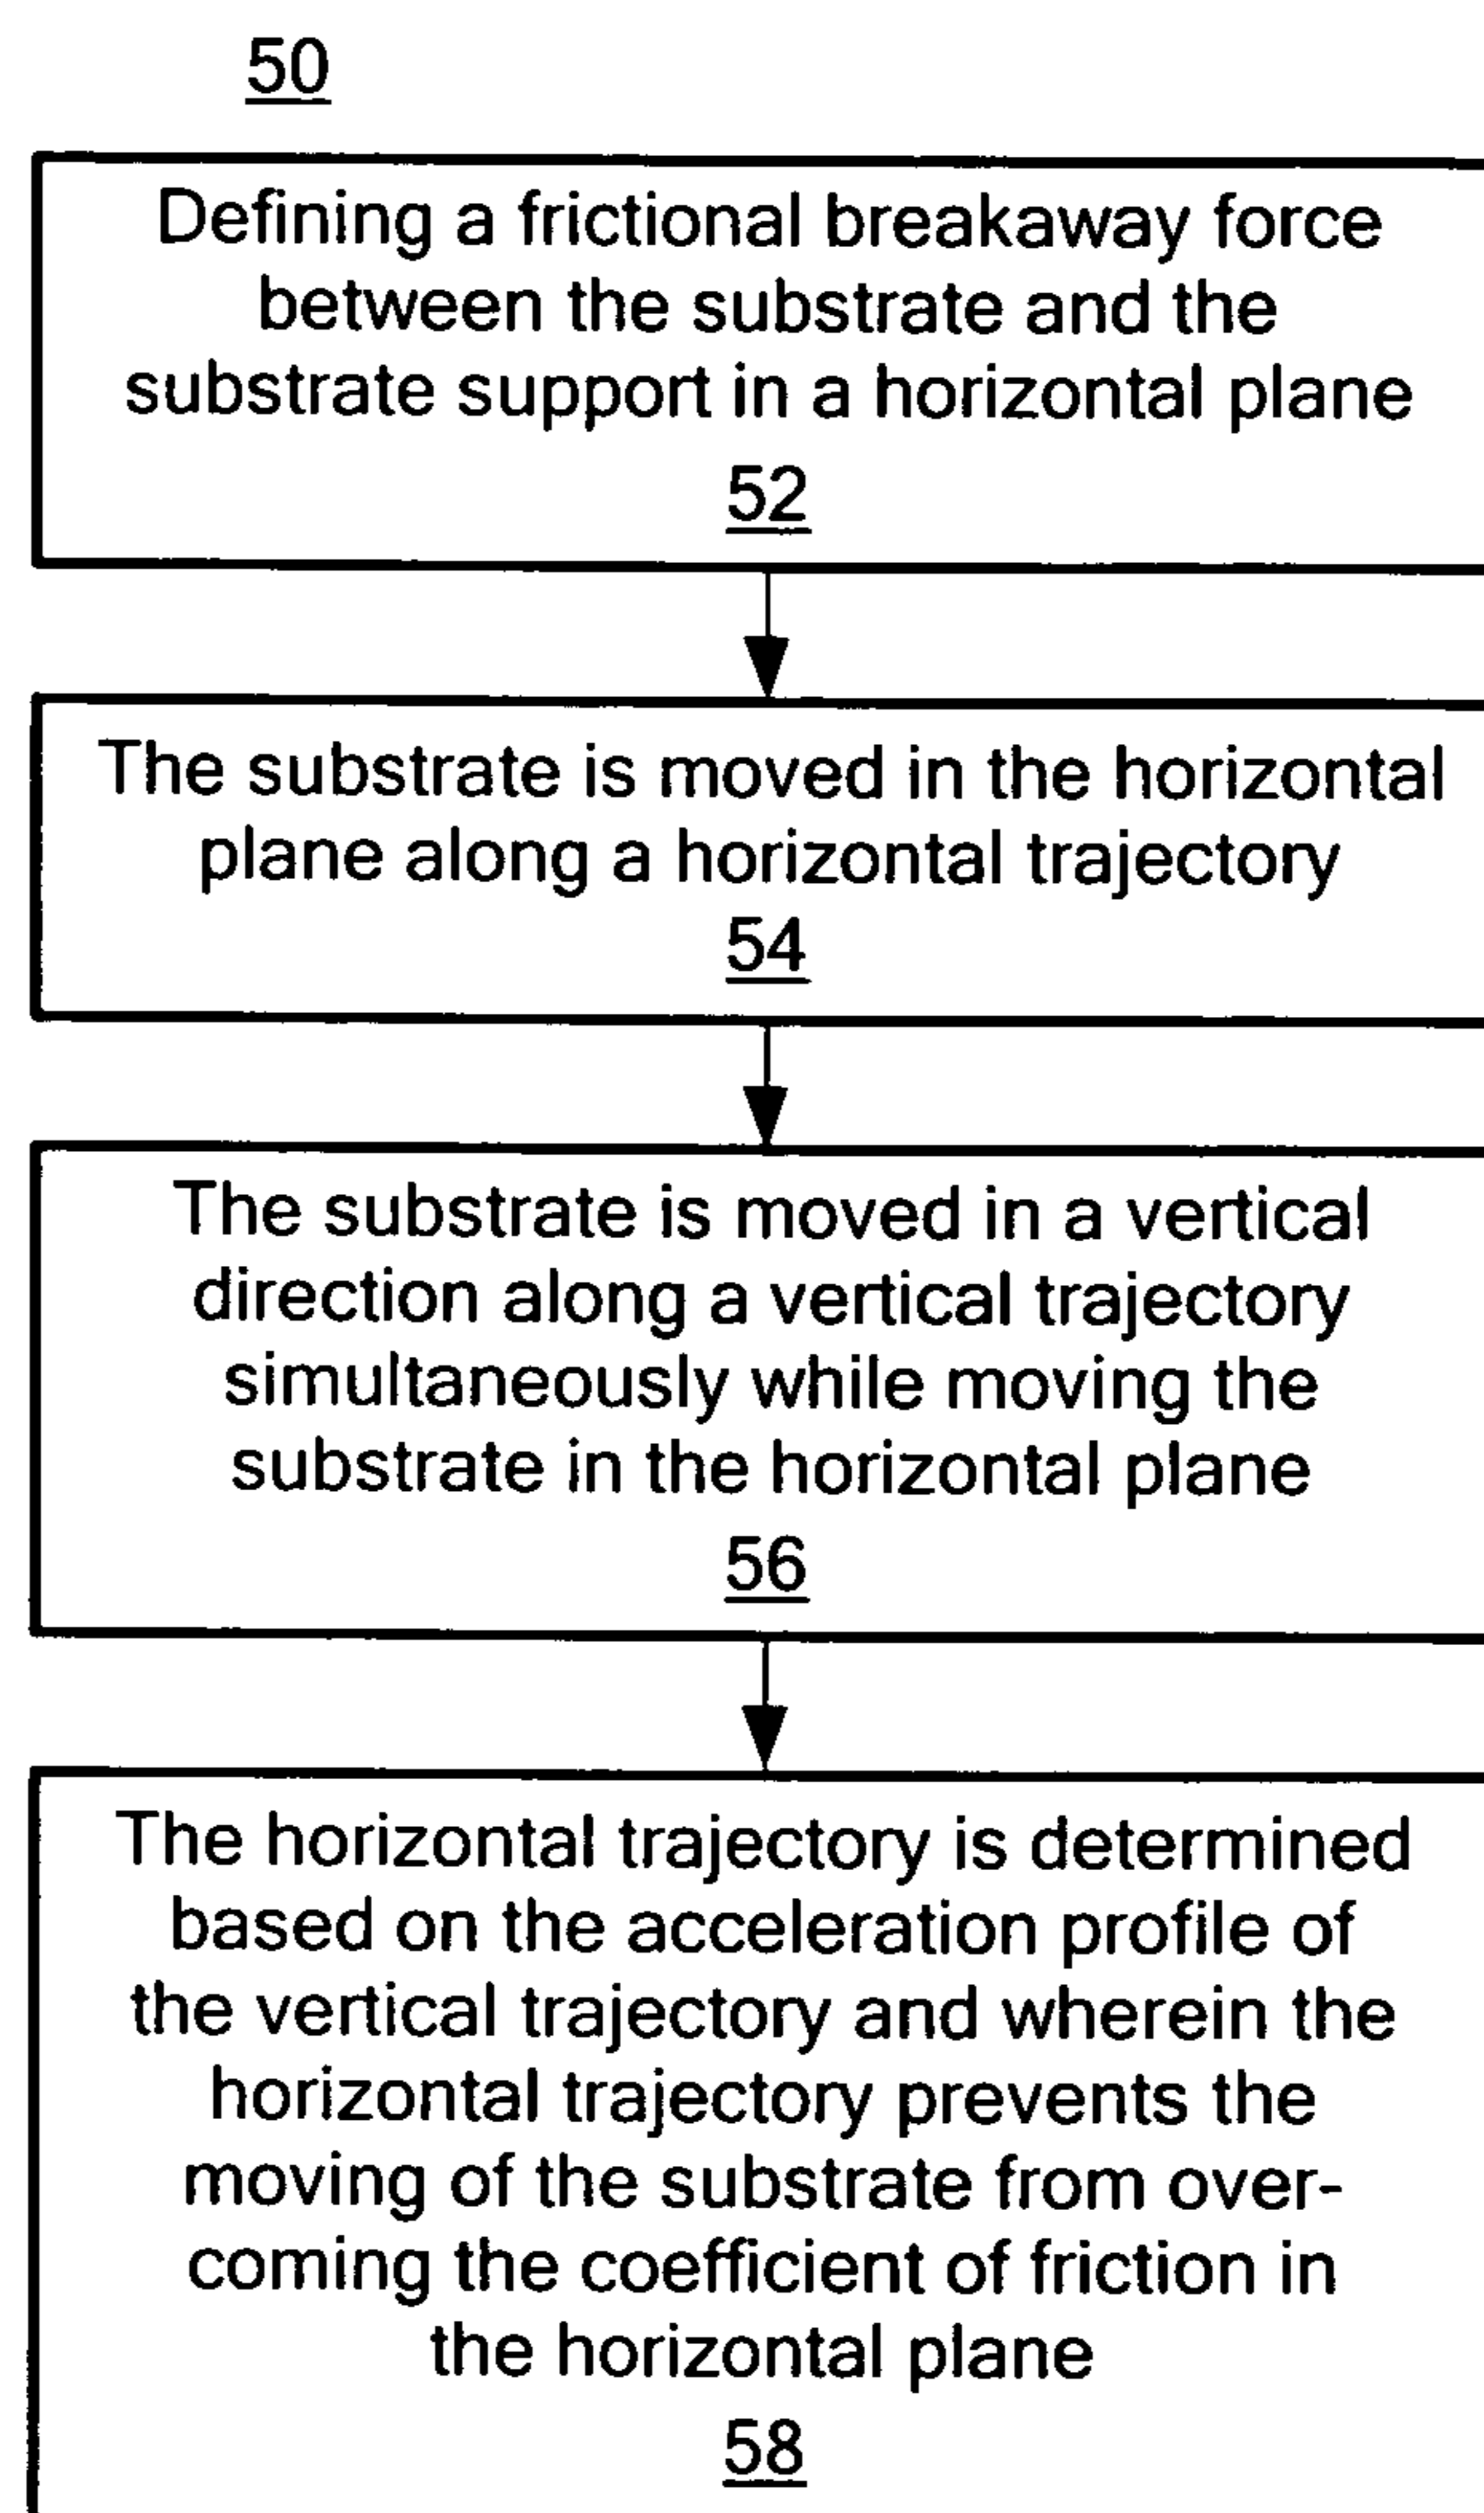 50
Defining a frictional breakaway force
between the substrate and the
substrate support in a horizontal plane
52
The substrate is moved in the horizontal
plane along a horizontal trajectory
54
The substrate is moved in a vertical
direction along a vertical trajectory
simultaneously while moving the
substrate in the horizontal plane
56
The horizontal trajectory is determined
based on the acceleration profile of
the vertical trajectory and wherein the
horizontal trajectory prevents the
moving of the substrate from over-
coming the coefficient of friction in
the horizontal plane
58